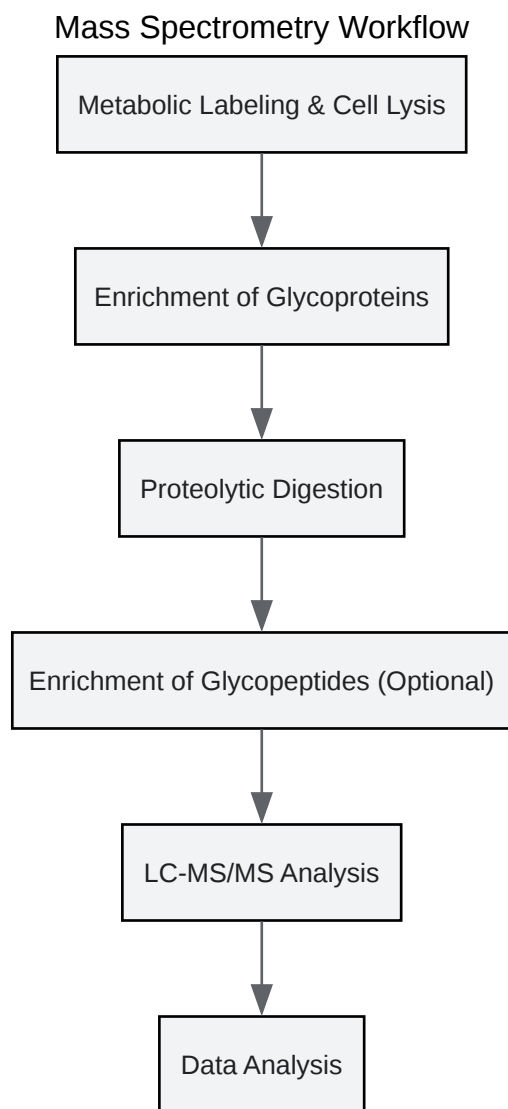 Mass Spectrometry Workflow
Metabolic Labeling & Cell Lysis
Enrichment of Glycoproteins
Proteolytic Digestion
Enrichment of Glycopeptides (Optional)
LC-MS/MS Analysis
Data Analysis